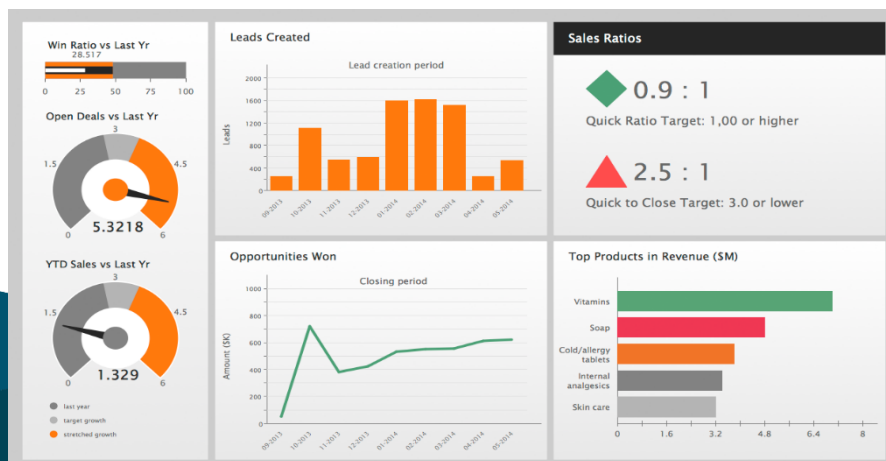 Win Ratio vs Last Yr
28.517
0 25 50 75 100
Open Deals vs Last Yr
3
1.5 4.5
0 6
5.3218
YTD Sales vs Last Yr
3
1.5 4.5
0 6
1.329
last year
target growth
stretched growth
Leads Created
Lead creation period
2000
1600
1200
800
400
0
Leads
09-2013 10-2013 11-2013 12-2013 01-2014 02-2014 03-2014 04-2014 05-2014
Sales Ratios
0.9 : 1
Quick Ratio Target: 1,00 or higher
2.5 : 1
Quick to Close Target: 3.0 or lower
Opportunities Won
Closing period
1000
800
600
400
200
0
Amount ($K)
09-2013 10-2013 11-2013 12-2013 01-2014 02-2014 03-2014 04-2014 05-2014
Top Products in Revenue ($M)
Vitamins
Soap
Cold/allergy
tablets
Internal
analgesics
Skin care
0 1.6 3.2 4.8 6.4 8